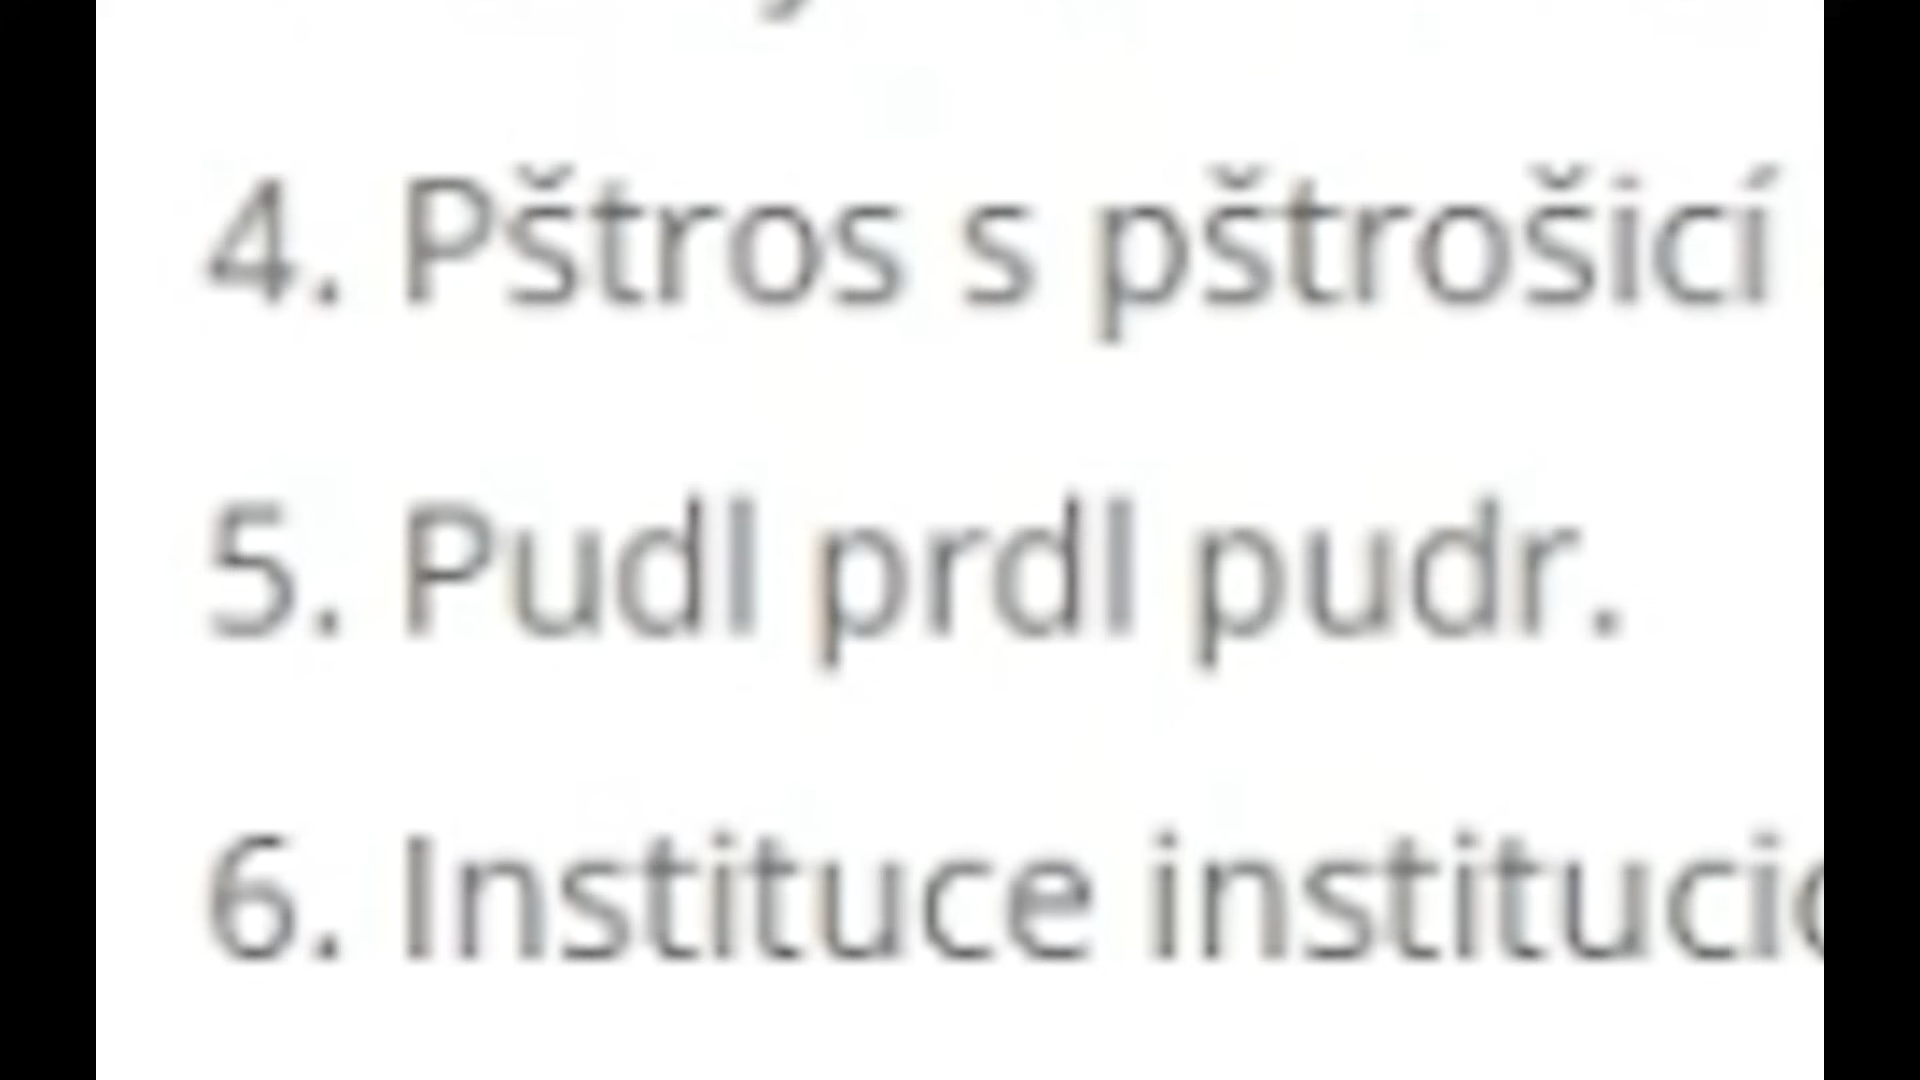 4. Pštros s pštrošicí
5. Pudl prdl pudr.
6. Instituce